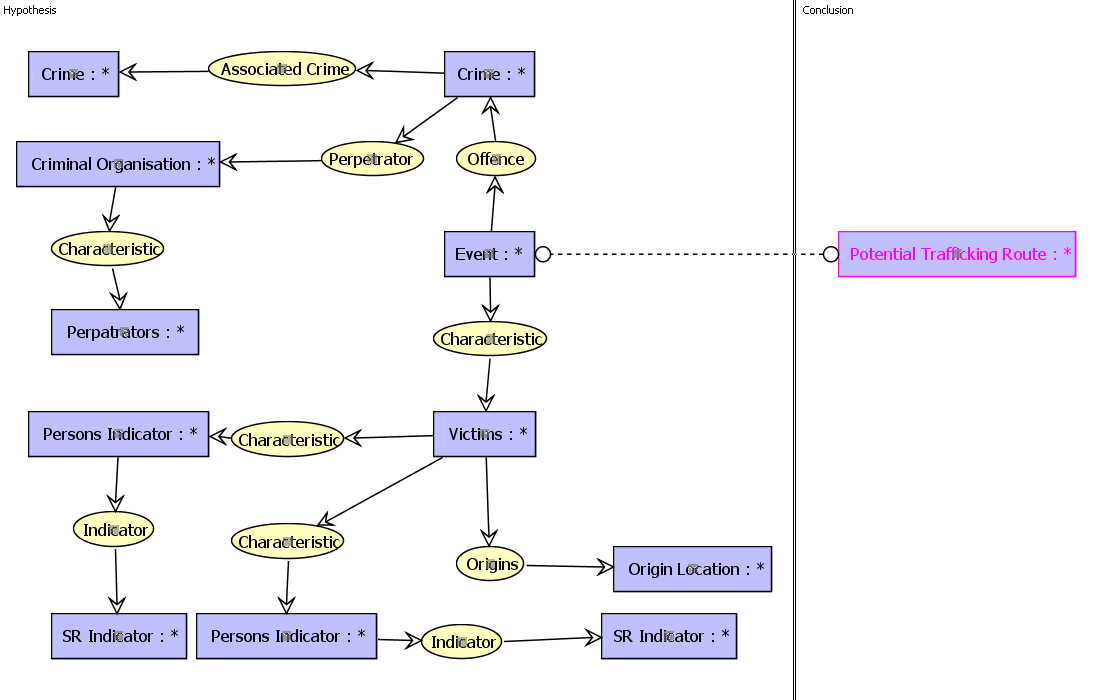 Hypothesis
Conclusion
Crime : *
Associated Crime
Crime : *
Criminal Organisation : *
Perpetrator
Offence
Characteristic
Event : *
Potential Trafficking Route : *
Perpatrators : *
Characteristic
Persons Indicator : *
Characteristic
Victims : *
Indicator
Characteristic
Origins
Origin Location : *
SR Indicator : *
Persons Indicator : *
Indicator
SR Indicator : *